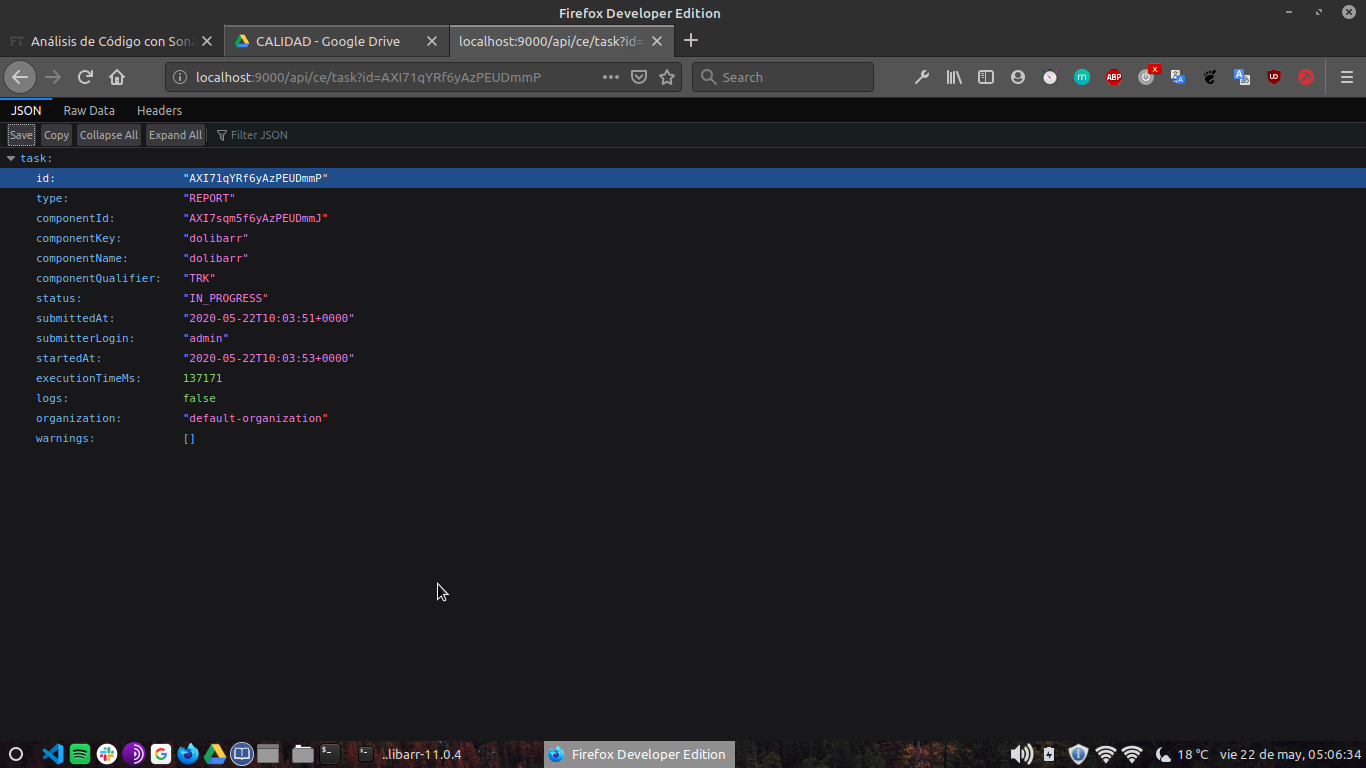 Firefox Developer Edition
Análisis de Código con Son
CALIDAD - Google Drive
localhost:9000/api/ce/task?id=
localhost:9000/api/ce/task?id=AXI71qYRf6yAzPEUDmmP
Search
ABP
x
JSON Raw Data Headers
Save Copy Collapse All Expand All Filter JSON
task:
id: "AXI71qYRf6yAzPEUDmmP"
type: "REPORT"
componentId: "AXI7sqm5f6yAzPEUDmmJ"
componentKey: "dolibarr"
componentName: "dolibarr"
componentQualifier: "TRK"
status: "IN_PROGRESS"
submittedAt: "2020-05-22T10:03:51+0000"
submitterLogin: "admin"
startedAt: "2020-05-22T10:03:53+0000"
executionTimeMs: 137171
logs: false
organization: "default-organization"
warnings: []
..libarr-11.0.4
Firefox Developer Edition
18 °C
vie 22 de may, 05:06:34